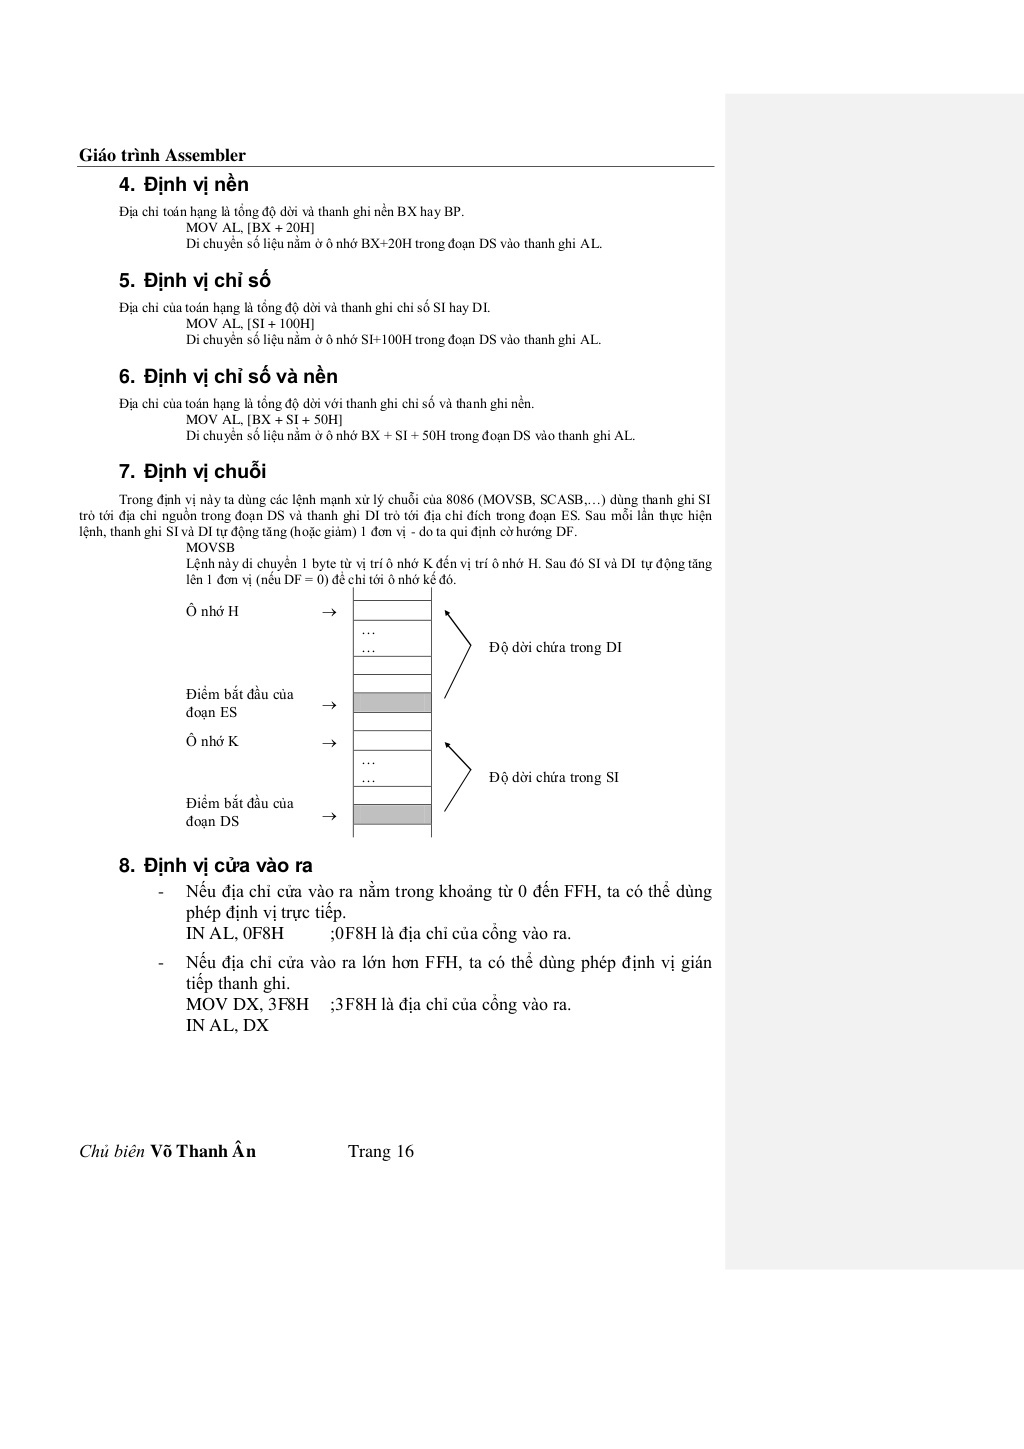 Giáo trình Assembler
4. Định vị nền
Địa chỉ toán hạng là tổng độ dời và thanh ghi nền BX hay BP.
MOV AL, [BX + 20H]
Di chuyển số liệu nằm ở ô nhớ BX+20H trong đoạn DS vào thanh ghi AL.
5. Định vị chỉ số
Địa chỉ của toán hạng là tổng độ dời và thanh ghi chỉ số SI hay DI.
MOV AL, [SI + 100H]
Di chuyển số liệu nằm ở ô nhớ SI+100H trong đoạn DS vào thanh ghi AL.
6. Định vị chỉ số và nền
Địa chỉ của toán hạng là tổng độ dời với thanh ghi chỉ số và thanh ghi nền.
MOV AL, [BX + SI + 50H]
Di chuyển số liệu nằm ở ô nhớ BX + SI + 50H trong đoạn DS vào thanh ghi AL.
7. Định vị chuỗi
Trong định vị này ta dùng các lệnh mạnh xử lý chuỗi của 8086 (MOVSB, SCASB,…) dùng thanh ghi SI
trỏ tới địa chỉ nguồn trong đoạn DS và thanh ghi DI trỏ tới địa chỉ đích trong đoạn ES. Sau mỗi lần thực hiện
lệnh, thanh ghi SI và DI tự động tăng (hoặc giảm) 1 đơn vị - do ta qui định cờ hướng DF.
MOVSB
Lệnh này di chuyển 1 byte từ vị trí ô nhớ K đến vị trí ô nhớ H. Sau đó SI và DI tự động tăng
lên 1 đơn vị (nếu DF = 0) để chỉ tới ô nhớ kế đó.
Ô nhớ H →
…
…
Độ dời chứa trong DI
Điểm bắt đầu của
đoạn ES →
Ô nhớ K →
…
…
Độ dời chứa trong SI
Điểm bắt đầu của
đoạn DS →
8. Định vị cửa vào ra
- Nếu địa chỉ cửa vào ra nằm trong khoảng từ 0 đến FFH, ta có thể dùng
phép định vị trực tiếp.
IN AL, 0F8H ;0F8H là địa chỉ của cổng vào ra.
- Nếu địa chỉ cửa vào ra lớn hơn FFH, ta có thể dùng phép định vị gián
tiếp thanh ghi.
MOV DX, 3F8H ;3F8H là địa chỉ của cổng vào ra.
IN AL, DX
Chủ biên Võ Thanh Ân Trang 16